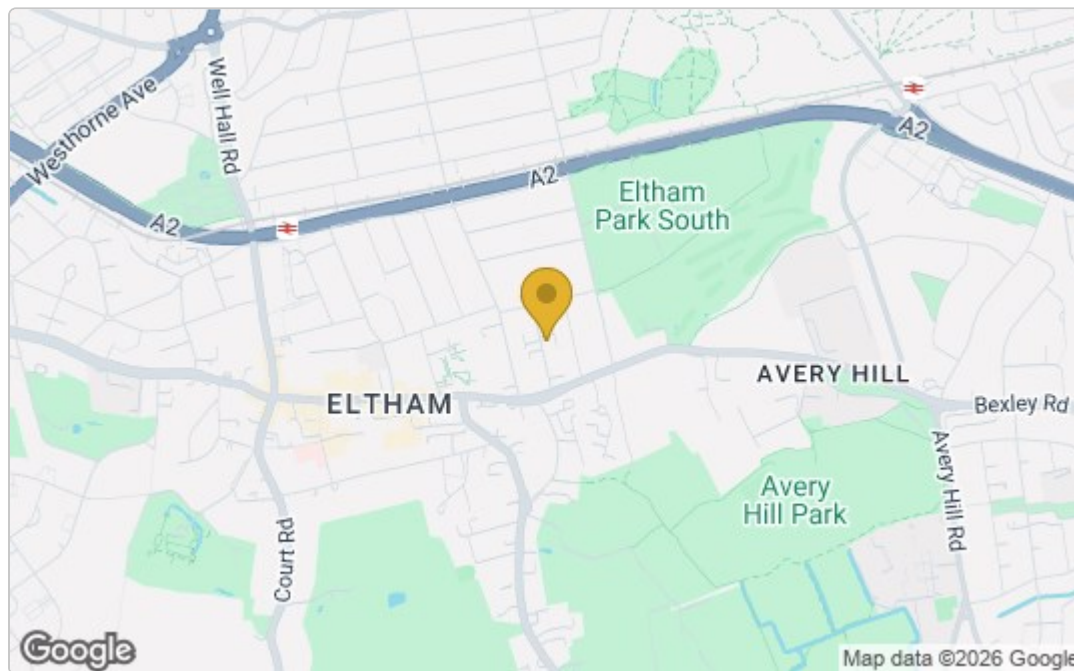 Westhorne Ave
Well Hall Rd
A2
A2
A2
A2
Eltham
Park South
ELTHAM
AVERY HILL
Bexley Rd
Avery
Hill Park
Avery Hill Rd
Court Rd
Google
Map data ©2026 Google